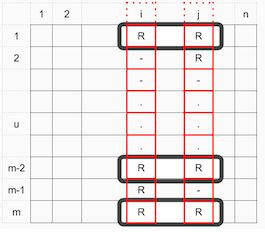 1 2 i j n
1 R R
2 - R
- -
. .
u . .
. .
m-2 R R
m-1 R -
m R R